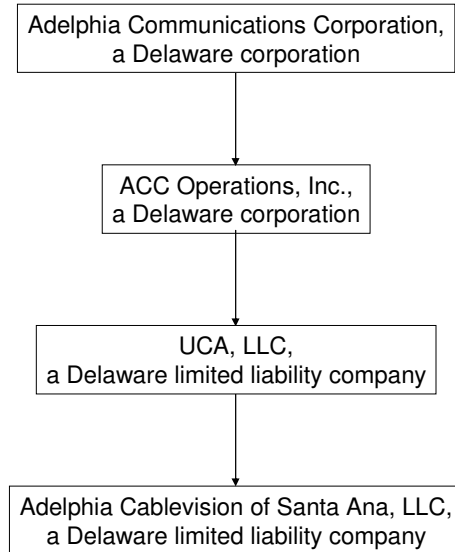 Adelphia Communications Corporation,
a Delaware corporation
ACC Operations, Inc.,
a Delaware corporation
UCA, LLC,
a Delaware limited liability company
Adelphia Cablevision of Santa Ana, LLC,
a Delaware limited liability company